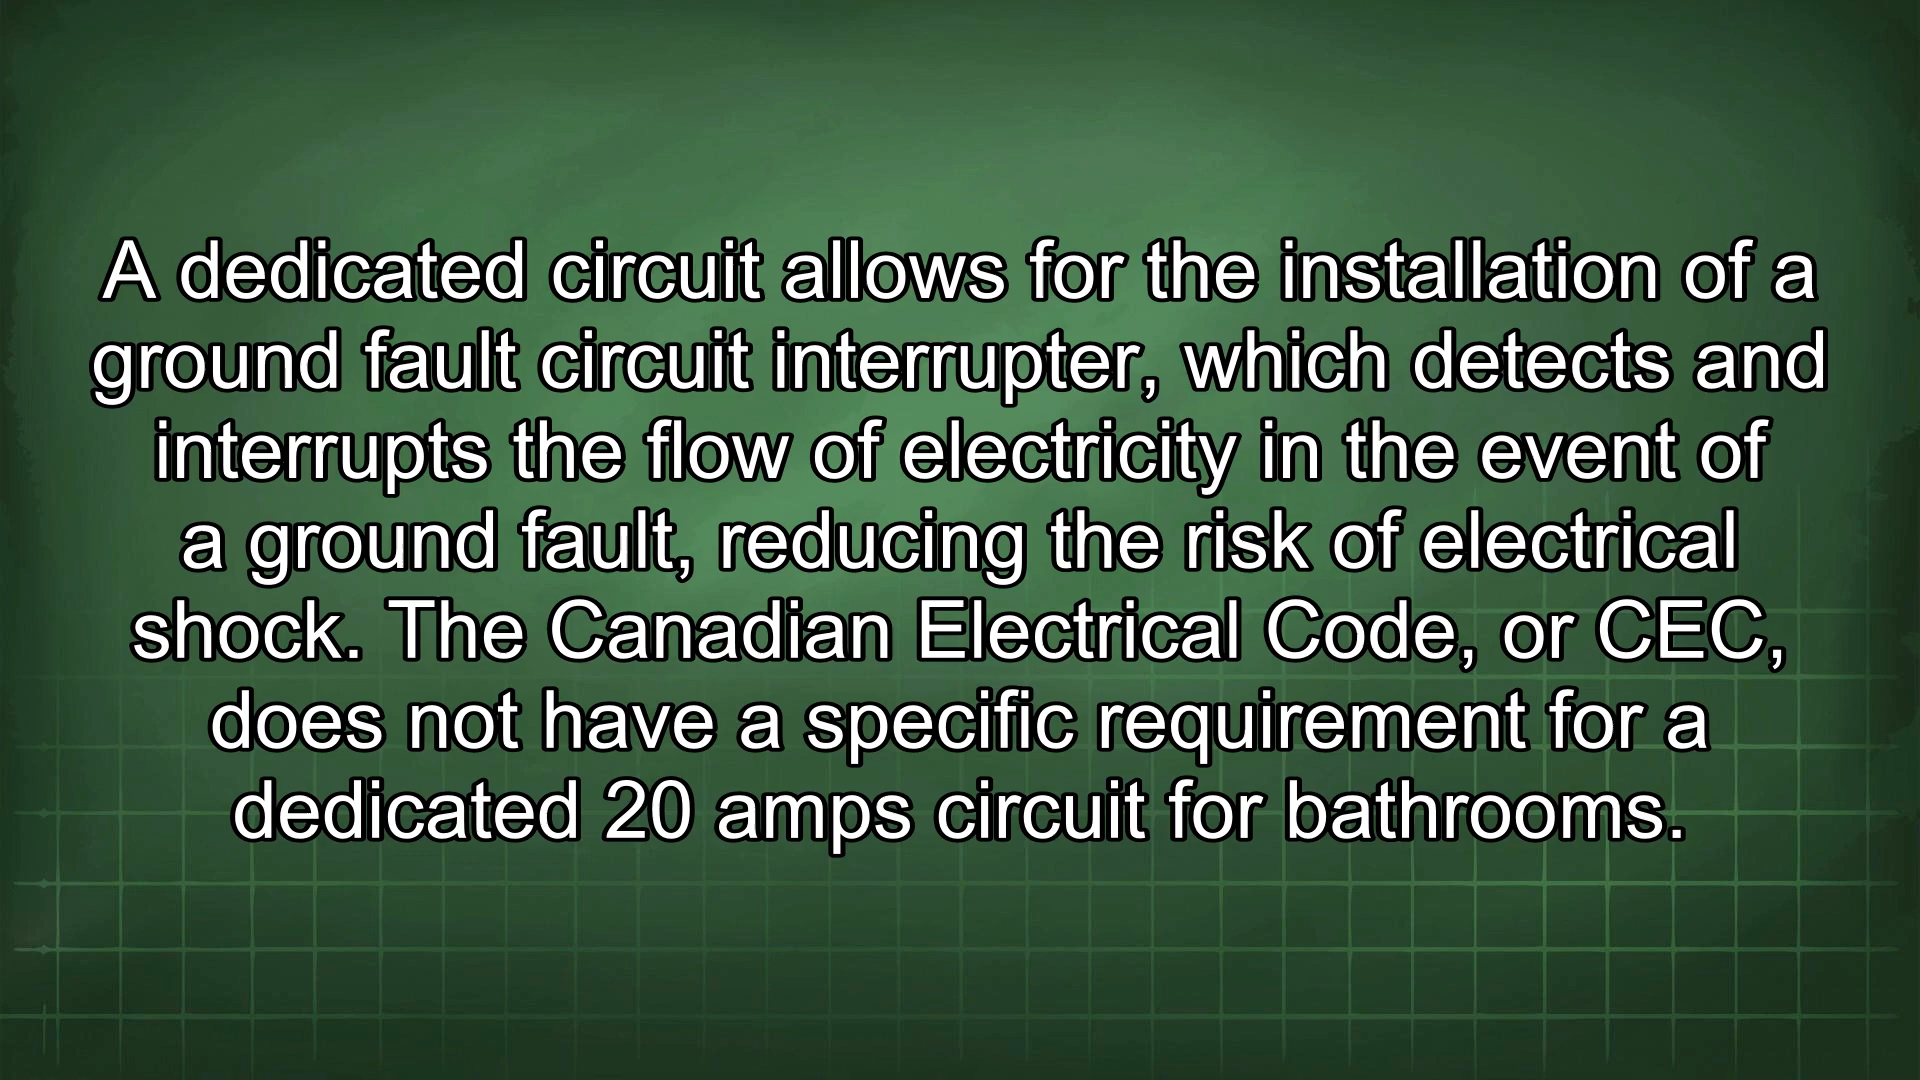 A dedicated circuit allows for the installation of a
ground fault circuit interrupter, which detects and
interrupts the flow of electricity in the event of
a ground fault, reducing the risk of electrical
shock. The Canadian Electrical Code, or CEC,
does not have a specific requirement for a
dedicated 20 amps circuit for bathrooms.